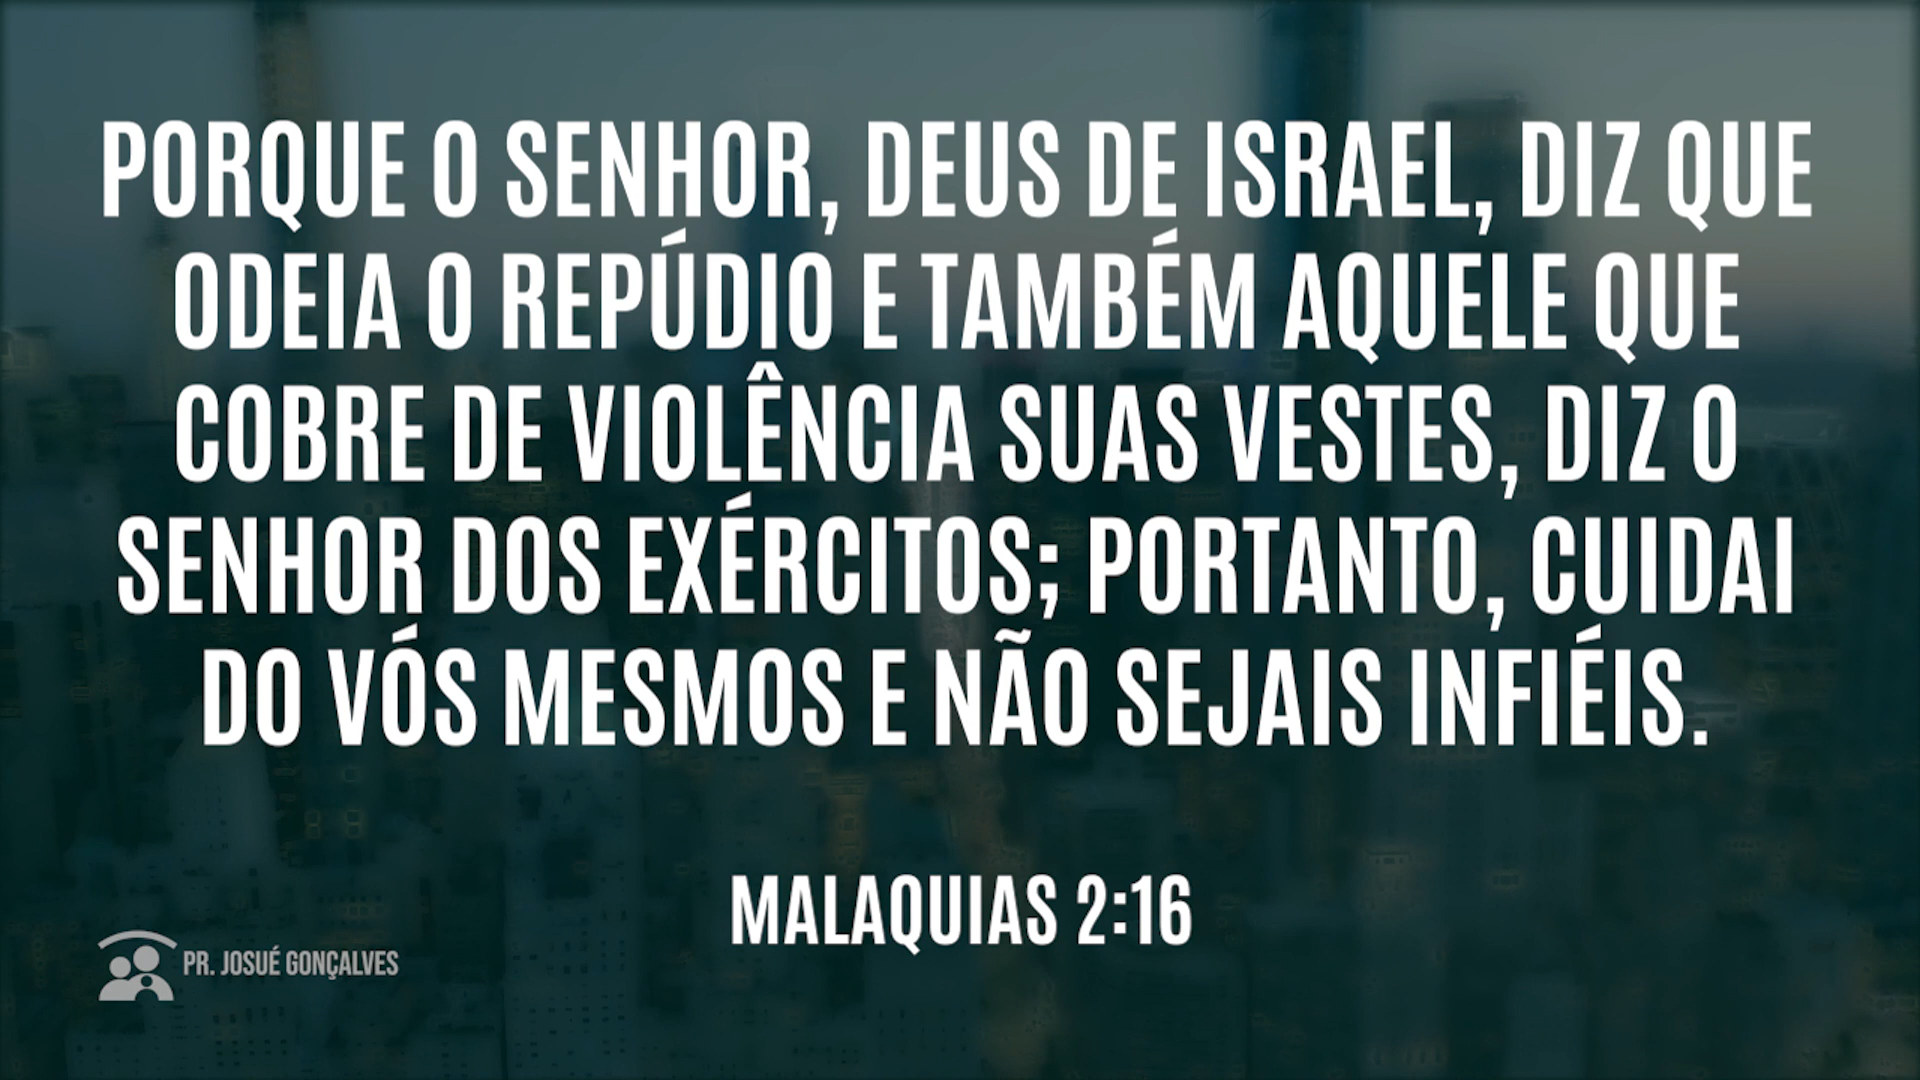 PORQUE O SENHOR, DEUS DE ISRAEL, DIZ QUE
ODEIA O REPÚDIO E TAMBÉM AQUELE QUE
COBRE DE VIOLÊNCIA SUAS VESTES, DIZ O
SENHOR DOS EXÉRCITOS; PORTANTO, CUIDAI
DO VÓS MESMOS E NÃO SEJAIS INFIÉIS.
MALAQUIAS 2:16
PR. JOSUÉ GONÇALVES